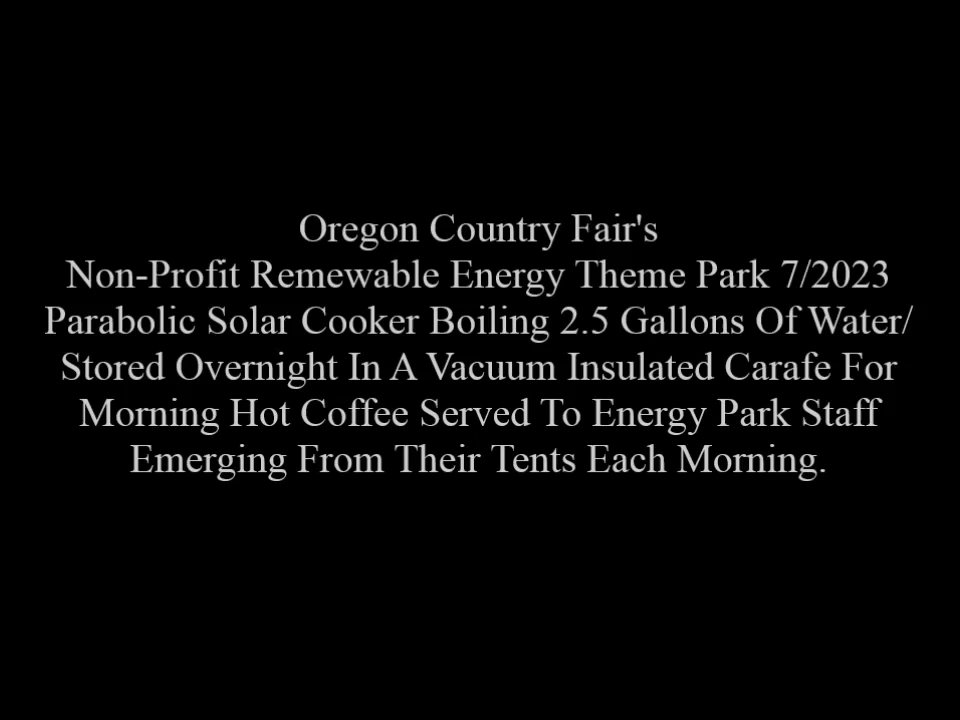 Oregon Country Fair's
Non-Profit Remewable Energy Theme Park 7/2023
Parabolic Solar Cooker Boiling 2.5 Gallons Of Water/
Stored Overnight In A Vacuum Insulated Carafe For
Morning Hot Coffee Served To Energy Park Staff
Emerging From Their Tents Each Morning.